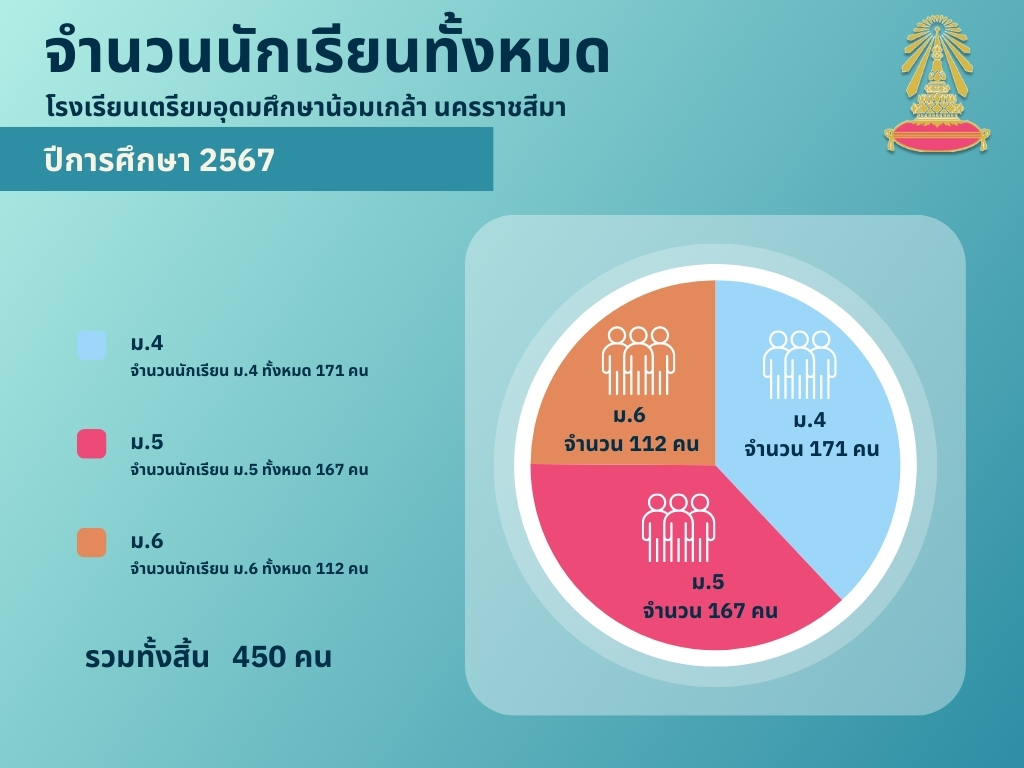 จำนวนนักเรียนทั้งหมด
โรงเรียนเตรียมอุดมศึกษาน้อมเกล้า นครราชสีมา
ปีการศึกษา 2567
ม.4
จำนวนนักเรียน ม.4 ทั้งหมด 171 คน
ม.5
จำนวนนักเรียน ม.5 ทั้งหมด 167 คน
ม.6
จำนวนนักเรียน ม.6 ทั้งหมด 112 คน
รวมทั้งสิ้น 450 คน
ม.6
จำนวน 112 คน
ม.4
จำนวน 171 คน
ม.5
จำนวน 167 คน